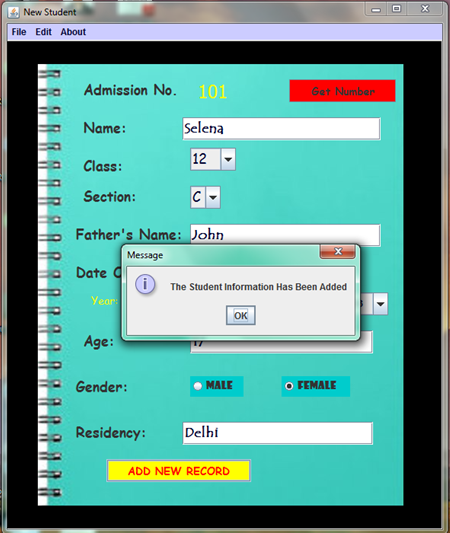 New Student
File Edit About
Admission No. 101 Get Number
Name: Selena
Class: 12
Section: C
Father's Name: John
Message
Date
The Student Information Has Been Added
Year:
OK
Age: 17
Gender: MALE FEMALE
Residency: Delhi
ADD NEW RECORD